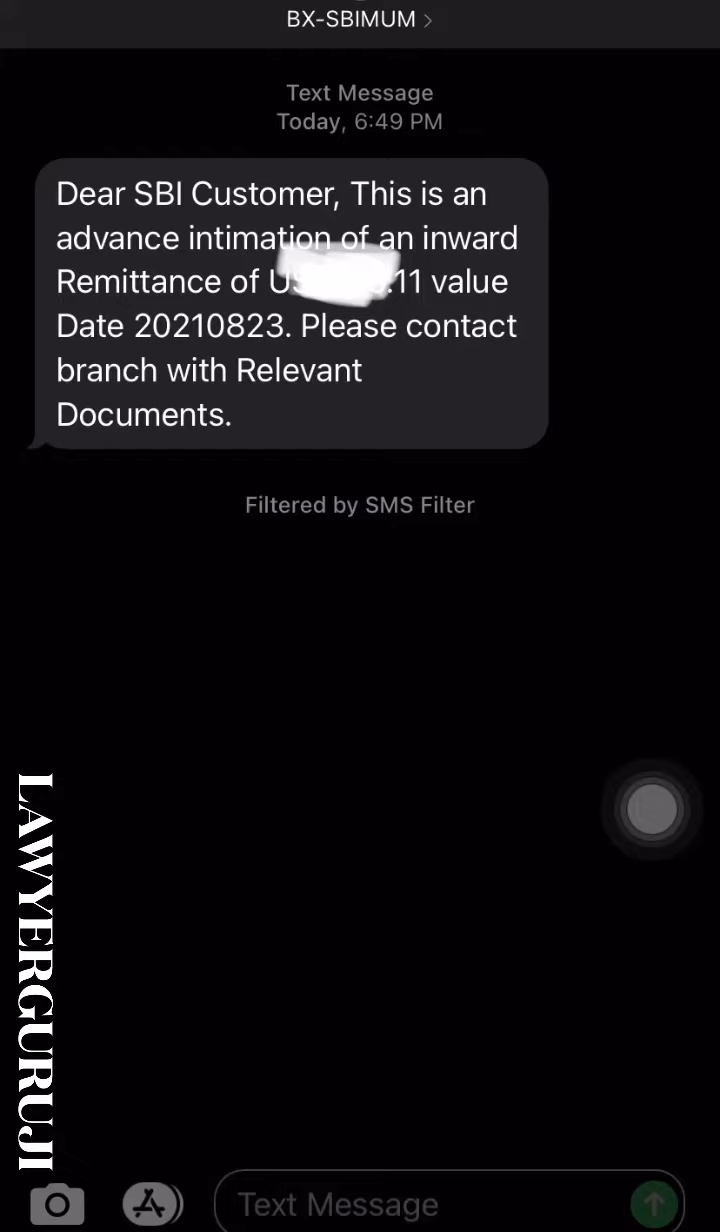 BX-SBIMUM
Text Message
Today, 6:49 PM
Dear SBI Customer, This is an
advance intimation of an inward
Remittance of .11 value
Date 20210823. Please contact
branch with Relevant
Documents.
Filtered by SMS Filter
LAWYERGURUJI
Text Message